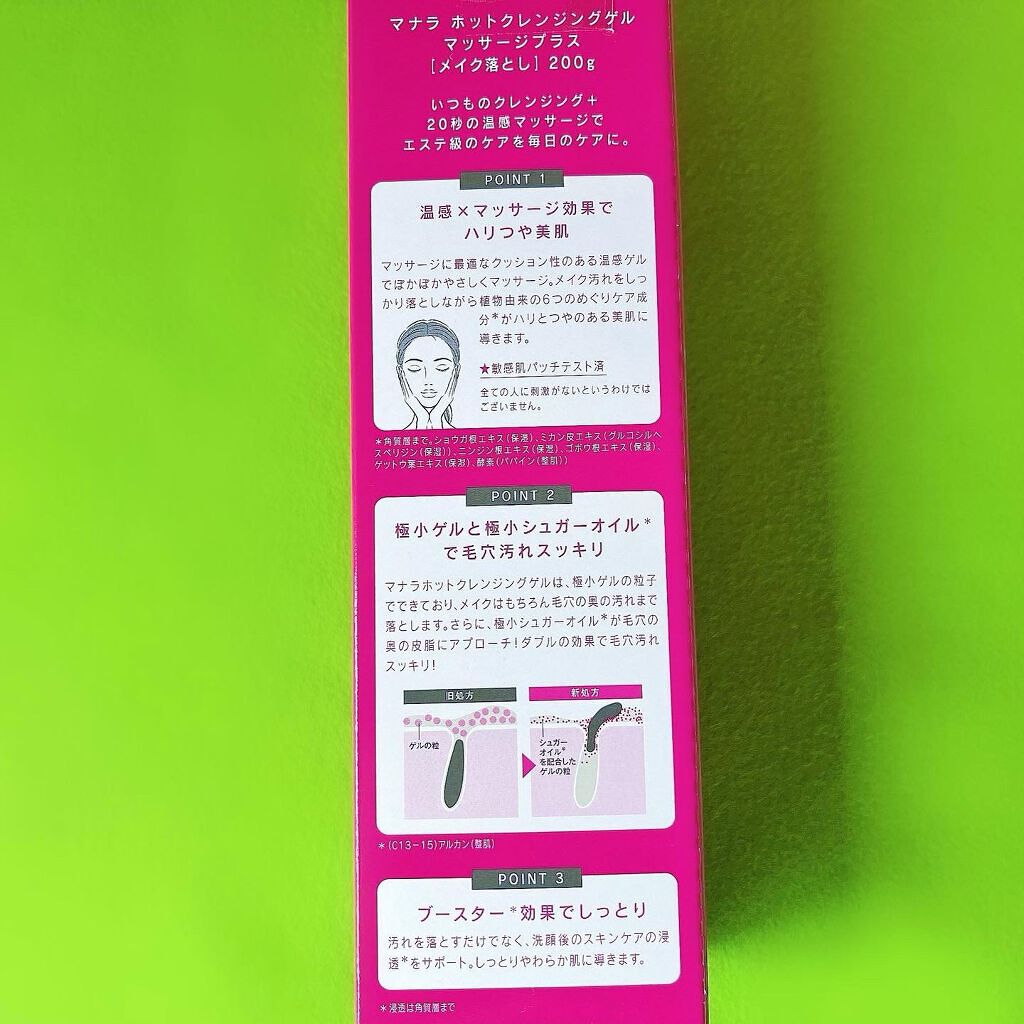 マナラ ホットクレンジングゲル
マッサージプラス
[メイク落とし] 200g
いつものクレンジング＋
20秒の温感マッサージで
エステ級のケアを毎日のケアに。
POINT 1
温感×マッサージ効果で
ハリつや美肌
マッサージに最適なクッション性のある温感ゲル
でぽかぽかやさしくマッサージ。メイク汚れをしっ
かり落としながら植物由来の6つのめぐりケア成
分*がハリとつやのある美肌に
導きます。
★敏感肌パッチテスト済
全ての人に刺激がないというわけでは
ございません。
*角質層まで。ショウガ根エキス(保湿)、ミカン皮エキス(グルコシルヘ
スペリジン(保湿))、ニンジン根エキス(保湿)、ゴボウ根エキス(保湿)、
ゲットウ葉エキス(保湿)、酵素(パパイン(整肌))
POINT 2
極小ゲルと極小シュガーオイル*
で毛穴汚れスッキリ
マナラホットクレンジングゲルは、極小ゲルの粒子
でできており、メイクはもちろん毛穴の奥の汚れまで
落とします。さらに、極小シュガーオイル*が毛穴の
奥の皮脂にアプローチ!ダブルの効果で毛穴汚れ
スッキリ!
旧処方
ゲルの粒
新処方
シュガー
オイル*
を配合した
ゲルの粒
*(C13-15)アルカン(整肌)
POINT 3
ブースター*効果でしっとり
汚れを落とすだけでなく、洗顔後のスキンケアの浸
透*をサポート。しっとりやわらか肌に導きます。
*浸透は角質層まで